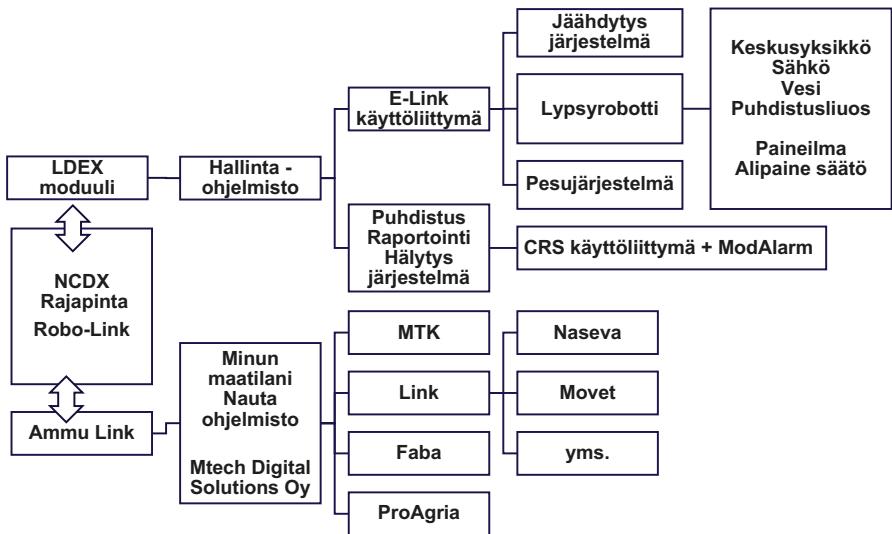 LDEX
moduuli
NCDX
Rajapinta
Robo-Link
Ammu Link
Hallinta -
ohjelmisto
Minun
maatilani
Nauta
ohjelmisto
Mtech Digital
Solutions Oy
E-Link
käyttöliittymä
Puhdistus
Raportointi
Hälytys
järjestelmä
MTK
Link
Faba
ProAgria
Jäähdytys
järjestelmä
Lypsyrobotti
Pesujärjestelmä
CRS käyttöliittymä + ModAlarm
Naseva
Movet
yms.
Keskusyksikkö
Sähkö
Vesi
Puhdistusliuos
Paineilma
Alipaine säätö